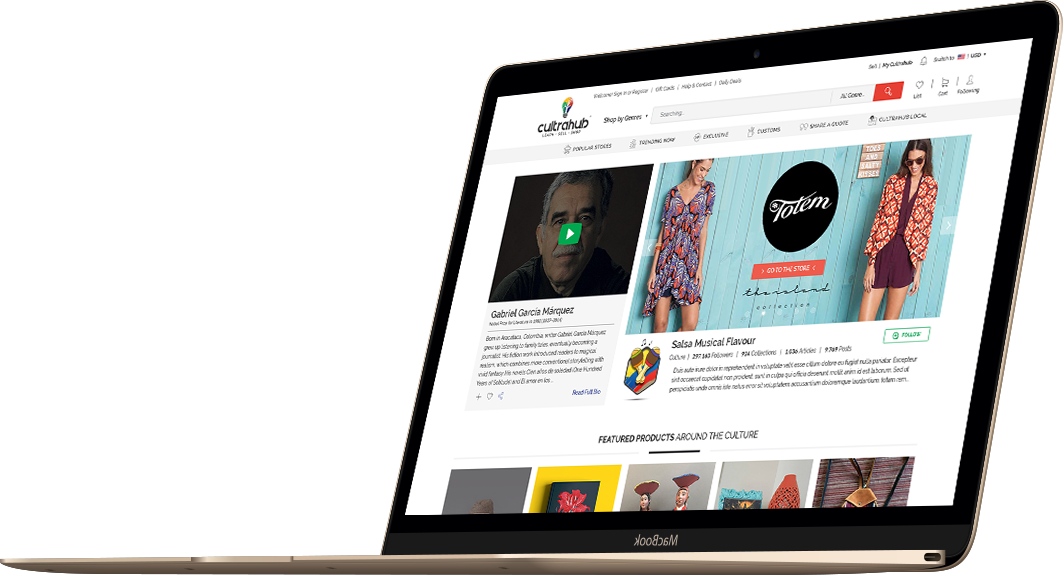 Welcome! Sign in or Register | Gift Cards | Help & Contact | Daily Deals
Sell | My Cultrahub
Switch to | USD
cultrahub
LEARN • SELL • SHOP
Shop by Genres
Searching...
All Genre..
List
Cart
Following
POPULAR STORES
TRENDING NOW
EXCLUSIVE
CUSTOMS
SHARE A QUOTE
CULTRAHUB LOCAL
TOES
AND
SALTY
KISSES
Totem
GO TO THE STORE
the island
collection
Gabriel García Márquez
Nobel Prize for Literature in 1982 (1927-2014)
Born in Aracataca, Colombia, writer Gabriel García Márquez
grew up listening to family tales, eventually becoming a
journalist. His fiction work introduced readers to magical
realism, which combines more conventional storytelling with
vivid fantasy. His novels Cien años de soledad (One Hundred
Years of Solitude) and El amor en los...
Read Full Bio
Salsa Musical Flavour
FOLLOW
Culture | 297.163 Followers | 924 Collections | 1.036 Articles | 9.769 Posts
Duis aute irure dolor in reprehenderit in voluptate velit esse cillum dolore eu fugiat nulla pariatur. Excepteur
sint occaecat cupidatat non proident, sunt in culpa qui officia deserunt mollit anim id est laborum. Sed ut
perspiciatis unde omnis iste natus error sit voluptatem accusantium doloremque laudantium, totam rem..
FEATURED PRODUCTS AROUND THE CULTURE
MacBook